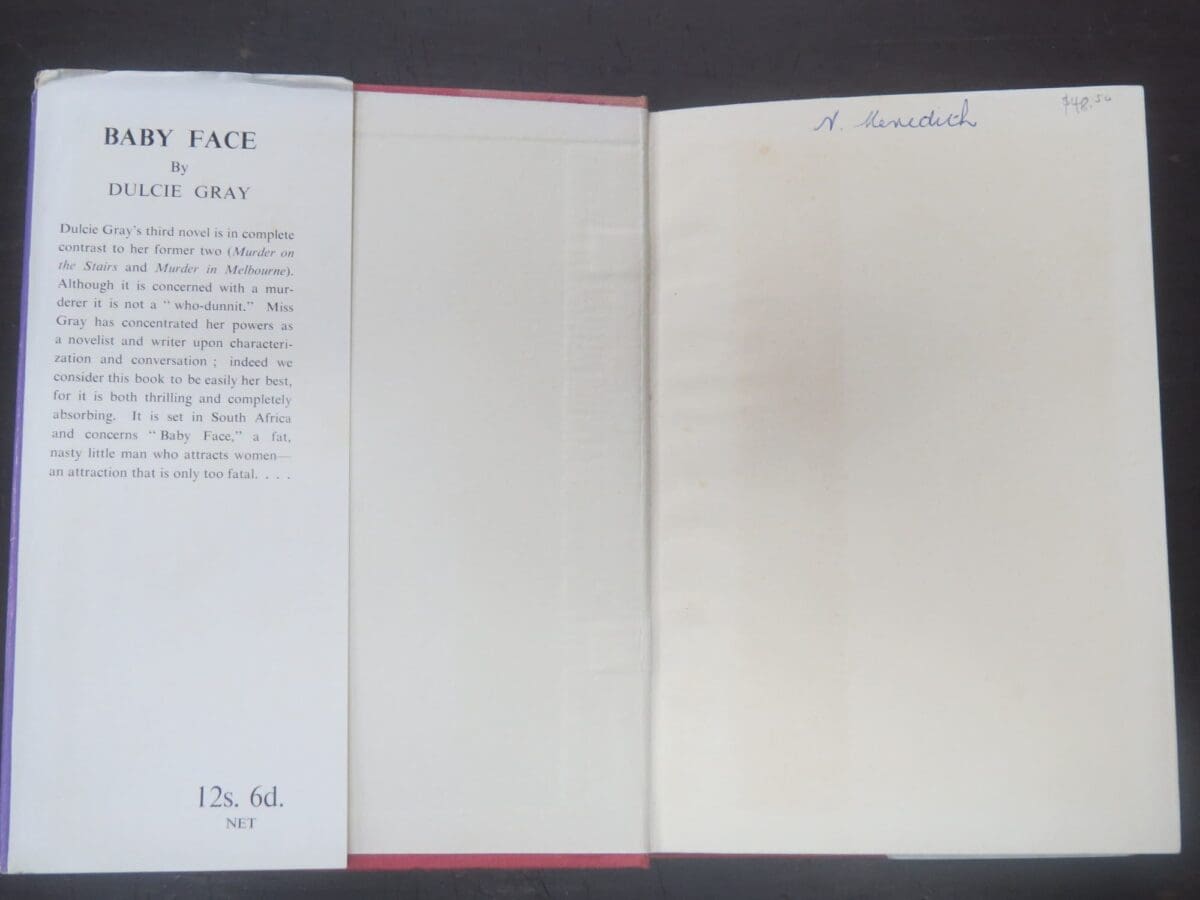 BABY FACE
By
DULCIE GRAY
Dulcie Gray's third novel is in complete
contrast to her former two (Murder on
the Stairs and Murder in Melbourne).
Although it is concerned with a mur-
derer it is not a "who-dunnit." Miss
Gray has concentrated her powers as
a novelist and writer upon characteri-
zation and conversation ; indeed we
consider this book to be easily her best,
for it is both thrilling and completely
absorbing. It is set in South Africa
and concerns "Baby Face," a fat,
nasty little man who attracts women—
an attraction that is only too fatal. . . .
12s. 6d.
NET
N. Meredith
$48.50